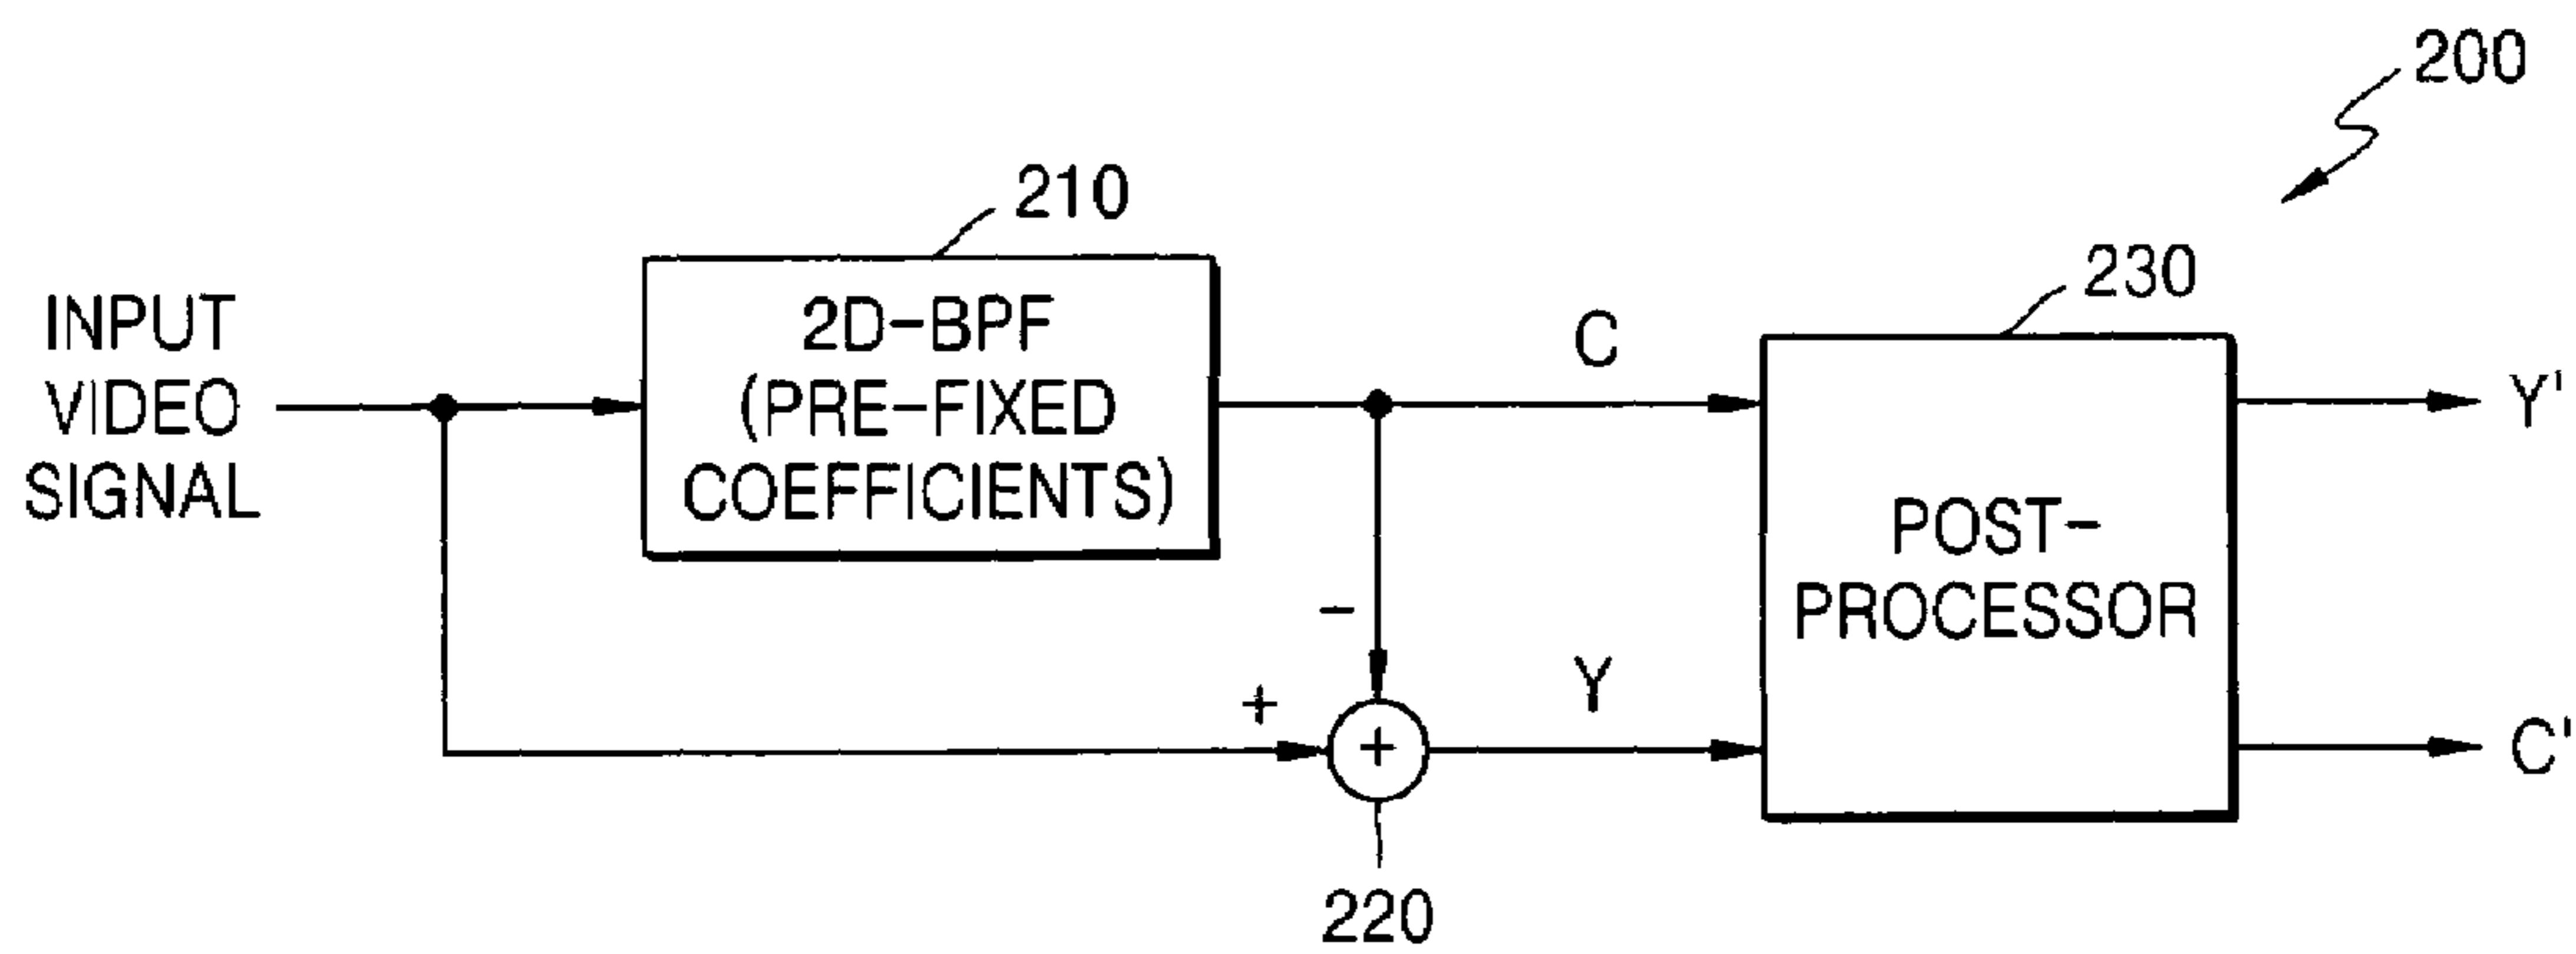 200
210
230
INPUT
VIDEO
SIGNAL
2D-BPF
(PRE-FIXED
COEFFICIENTS)
C
Y'
POST-
PROCESSOR
-
+
Y
+
C'
220